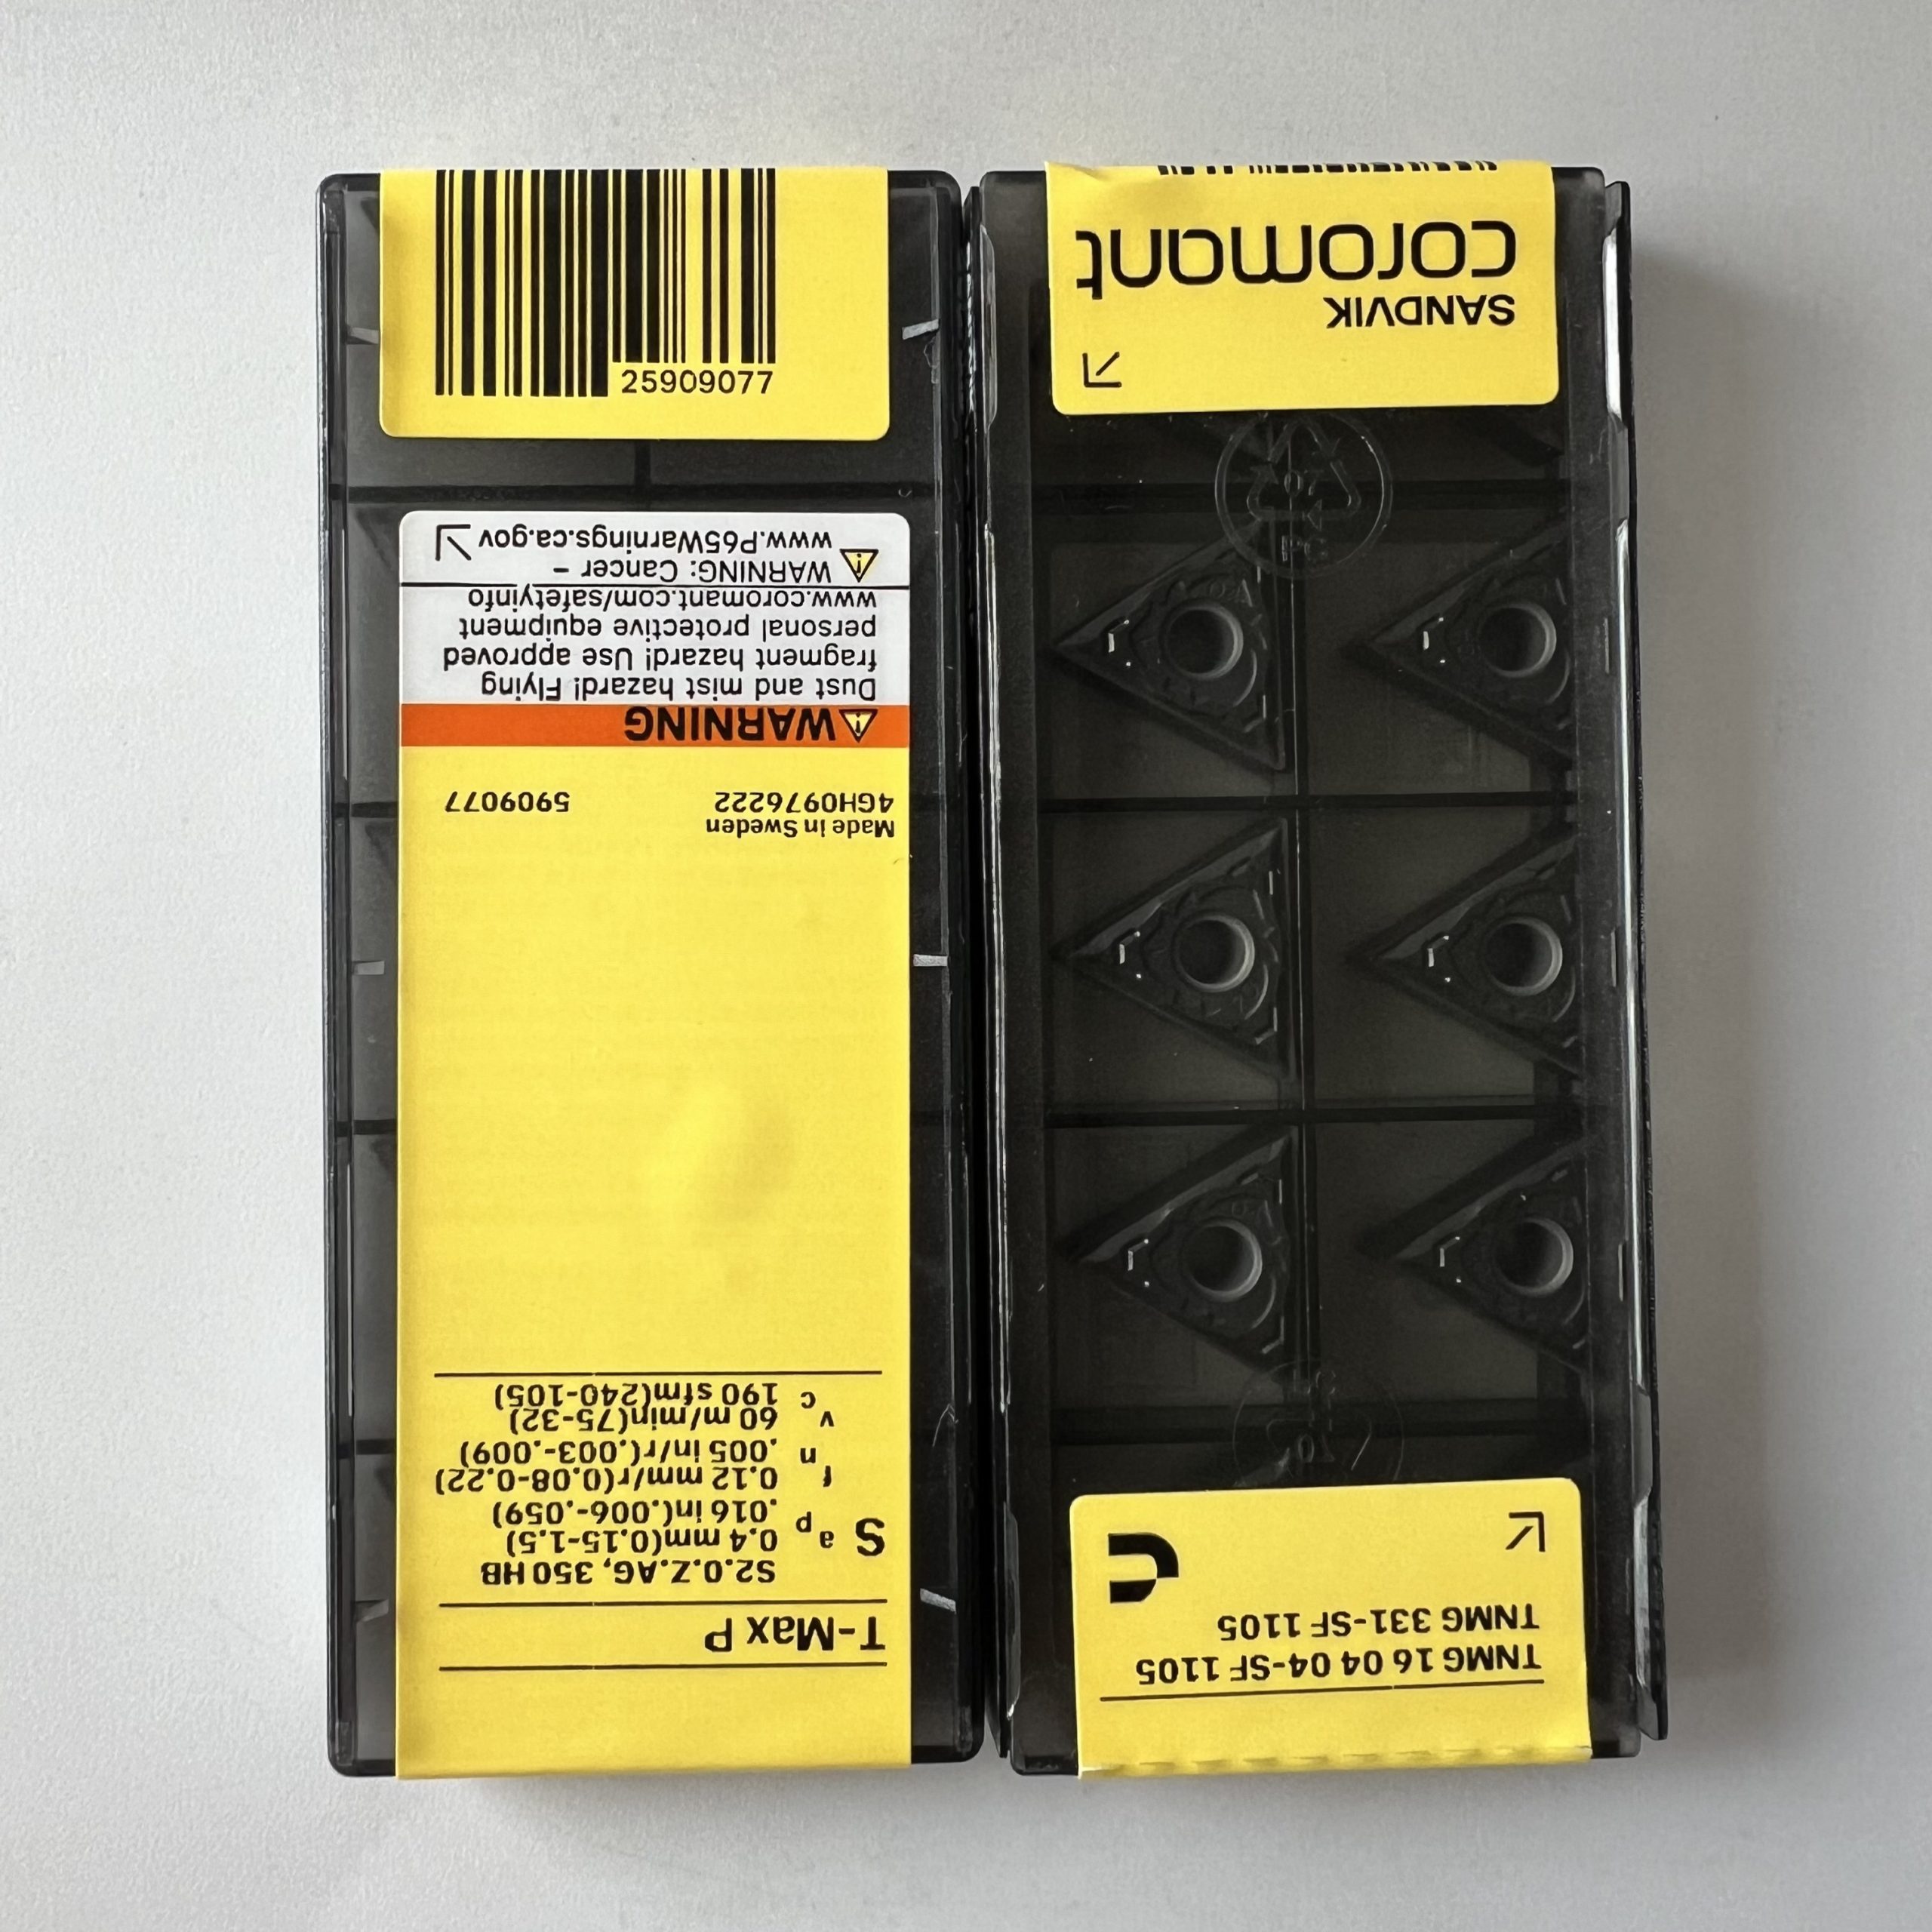 25909077
T-Max P
S2.0.Z.AG, 350 HB
S ap 0.4 mm(0.15-1.5)
.016 in(.006-.059)
fn 0.12 mm/r(0.08-0.22)
.005 in/r(.003-.009)
vc 60 m/min(75-32)
190 sfm(240-105)
Made in Sweden
4GH0976222 5909077
WARNING
Dust and mist hazard! Flying
fragment hazard! Use approved
personal protective equipment
www.coromant.com/safetyinfo
WARNING: Cancer -
www.P65Warnings.ca.gov
TNMG 16 04 04-SF 1105
TNMG 331-SF 1105
SANDVIK
coromant